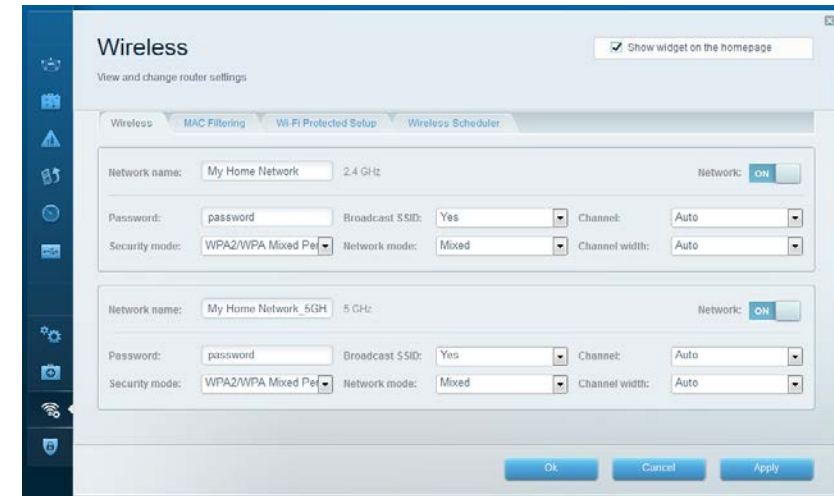 Wireless
Show widget on the homepage
View and change router settings
Wireless MAC Filtering Wi-Fi Protected Setup Wireless Scheduler
Network name: My Home Network 2.4 GHz Network: ON
Password: password Broadcast SSID: Yes Channel: Auto
Security mode: WPA2/WPA Mixed Per Network mode: Mixed Channel width: Auto
Network name: My Home Network_5GH 5 GHz Network: ON
Password: password Broadcast SSID: Yes Channel: Auto
Security mode: WPA2/WPA Mixed Per Network mode: Mixed Channel width: Auto
Ok Cancel Apply